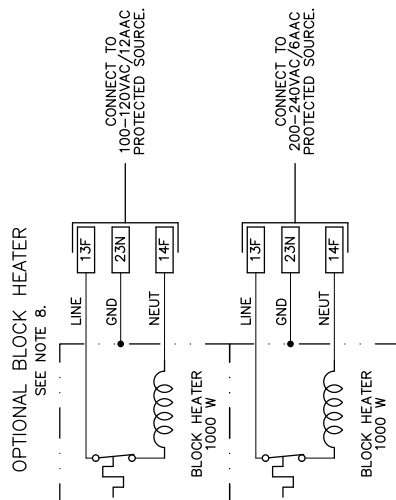 OPTIONAL BLOCK HEATER
SEE NOTE 8.
LINE
13F
GND
23N
NEUT
14F
CONNECT TO
100-120VAC/12AAC
PROTECTED SOURCE.
BLOCK HEATER
1000 W
LINE
13F
GND
23N
NEUT
14F
CONNECT TO
200-240VAC/6AAC
PROTECTED SOURCE.
BLOCK HEATER
1000 W